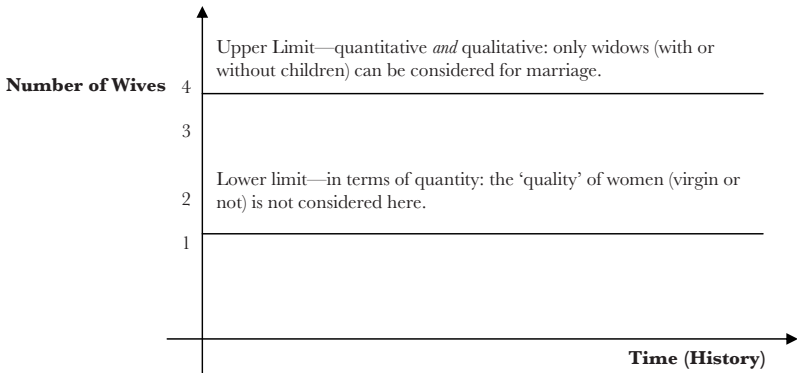 Upper Limit—quantitative and qualitative: only widows (with or
without children) can be considered for marriage.
Number of Wives 4
3
Lower limit—in terms of quantity: the ‘quality’ of women (virgin or
2
not) is not considered here.
1
Time (History)